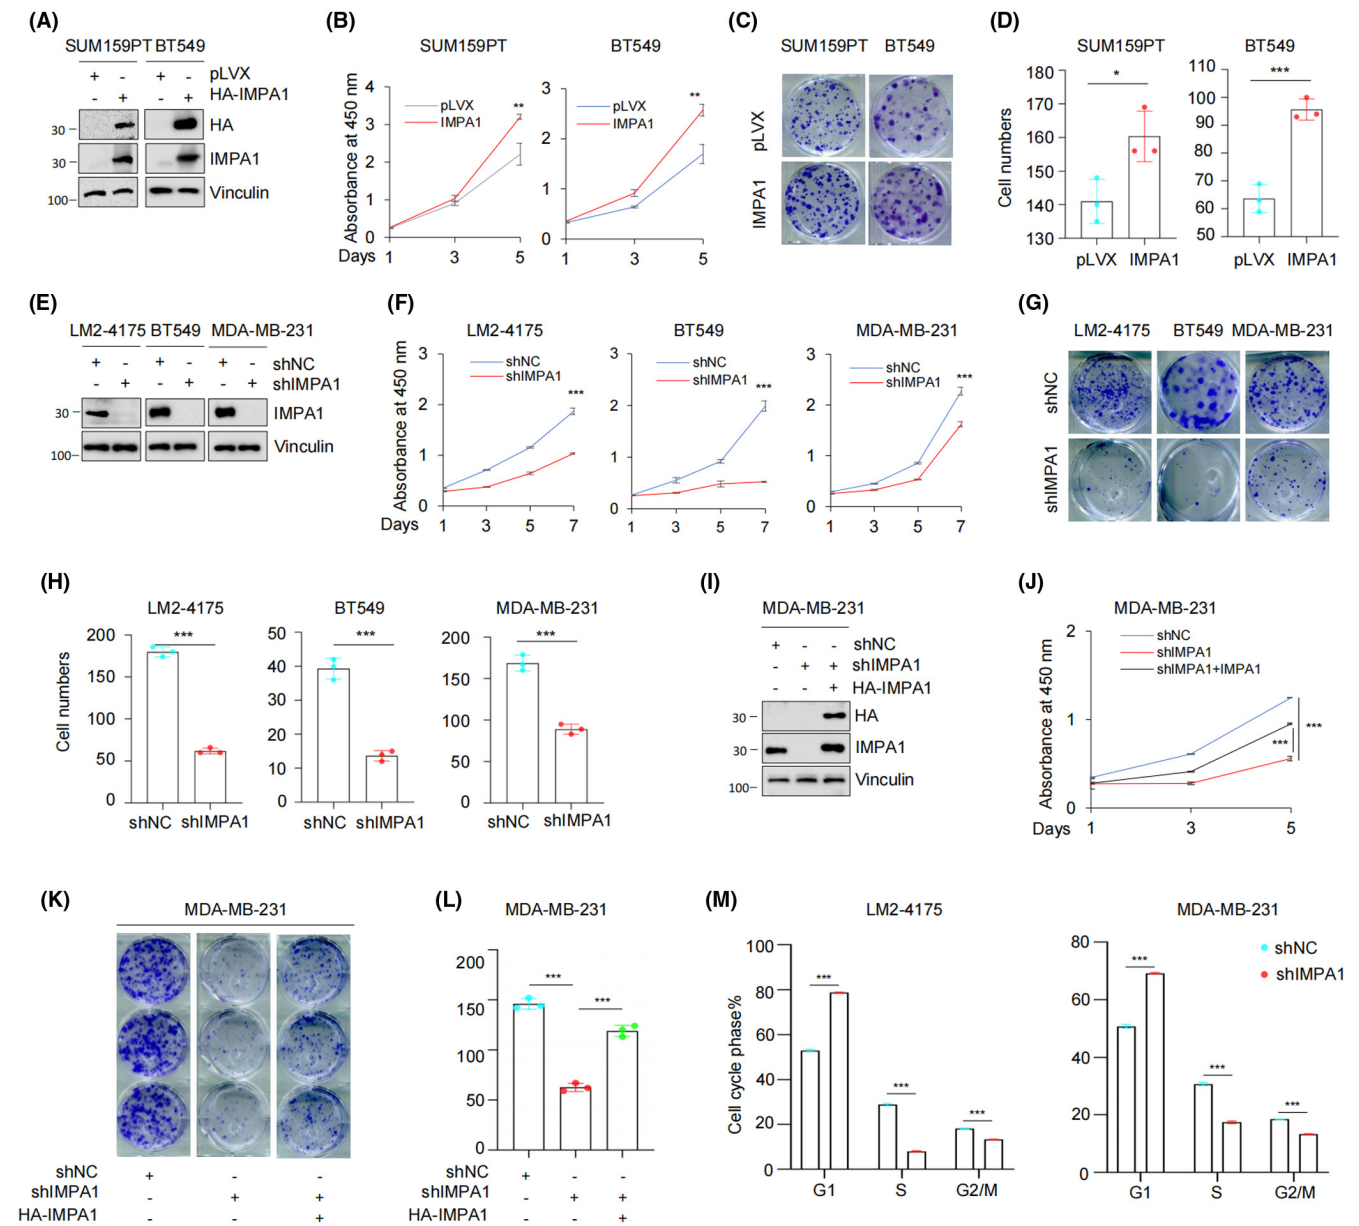 (A)
SUM159PT BT549
+ - + - pLVX
- + - + HA-IMPA1
30 HA
30 IMPA1
100 Vinculin
(B)
SUM159PT
BT549
Absorbance at 450 nm
4
3
2
1
0
pLVX
IMPA1
**
3
2
1
0
pLVX
IMPA1
**
Days 1 3 5 1 3 5
(C)
SUM159PT BT549
pLVX
IMPA1
(D)
SUM159PT
BT549
Cell numbers
180
170
160
150
140
130
*
pLVX IMPA1
110
100
90
80
70
60
50
***
pLVX IMPA1
(E)
LM2-4175 BT549 MDA-MB-231
+ - + - + - shNC
- + - + - + shIMPA1
30 IMPA1
100 Vinculin
(F)
LM2-4175
BT549
MDA-MB-231
Absorbance at 450 nm
3
2
1
0
shNC
shIMPA1
***
3
2
1
0
shNC
shIMPA1
***
3
2
1
0
shNC
shIMPA1
***
Days 1 3 5 7 1 3 5 7 1 3 5 7
(G)
LM2-4175 BT549 MDA-MB-231
shNC
shIMPA1
(H)
LM2-4175
BT549
MDA-MB-231
Cell numbers
200
150
100
50
0
***
shNC shIMPA1
50
40
30
20
10
0
***
shNC shIMPA1
200
150
100
50
0
***
shNC shIMPA1
(I)
MDA-MB-231
+ - - shNC
- + + shIMPA1
- - + HA-IMPA1
30 HA
30 IMPA1
100 Vinculin
(J)
MDA-MB-231
Absorbance at 450 nm
2
1
0
shNC
shIMPA1
shIMPA1+IMPA1
***
***
Days 1 3 5
(K)
MDA-MB-231
shNC + - -
shIMPA1 - + +
HA-IMPA1 - - +
(L)
MDA-MB-231
200
150
100
50
0
***
***
shNC + - -
shIMPA1 - + +
HA-IMPA1 - - +
(M)
LM2-4175
Cell cycle phase%
100
80
60
40
20
0
***
***
***
G1 S G2/M
MDA-MB-231
80
60
40
20
0
***
***
***
shNC
shIMPA1
G1 S G2/M